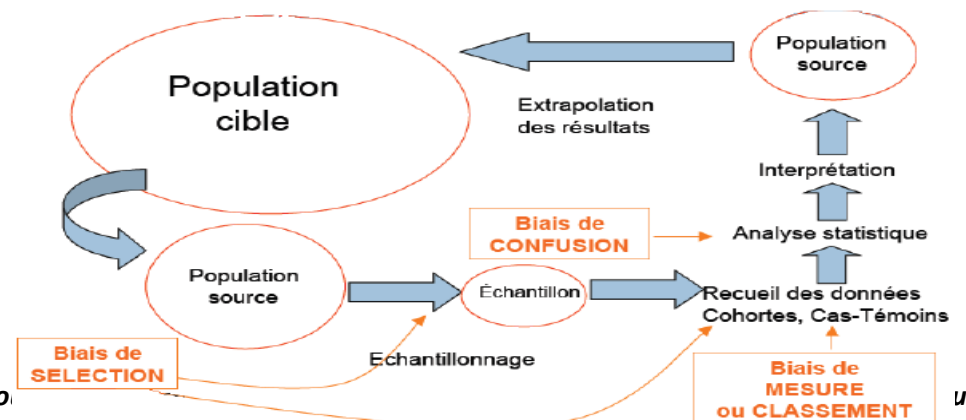 Population
cible
Population
source
Extrapolation
des résultats
Interprétation
Biais de
CONFUSION
Analyse statistique
Population
source
Échantillon
Recueil des données
Cohortes, Cas-Témoins
Biais de
SELECTION
Echantillonnage
Biais de
MESURE
ou CLASSEMENT